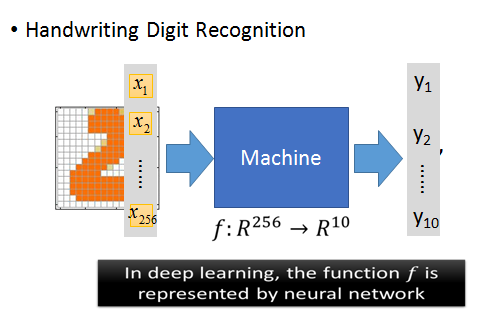 • Handwriting Digit Recognition
x₁
x₂
......
x₂₅₆
Machine
f: R²⁵⁶ → R¹⁰
y₁
y₂
......
y₁₀
,
In deep learning, the function f is
represented by neural network